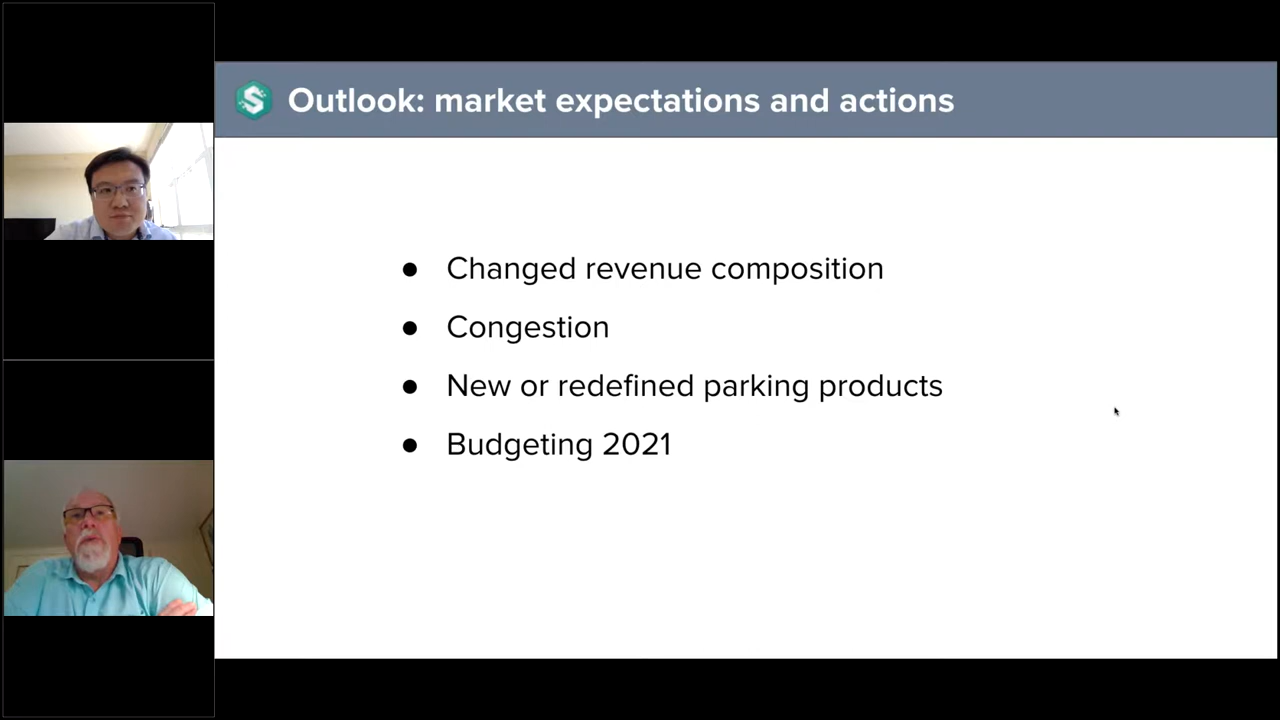 Outlook: market expectations and actions
● Changed revenue composition
● Congestion
● New or redefined parking products
● Budgeting 2021